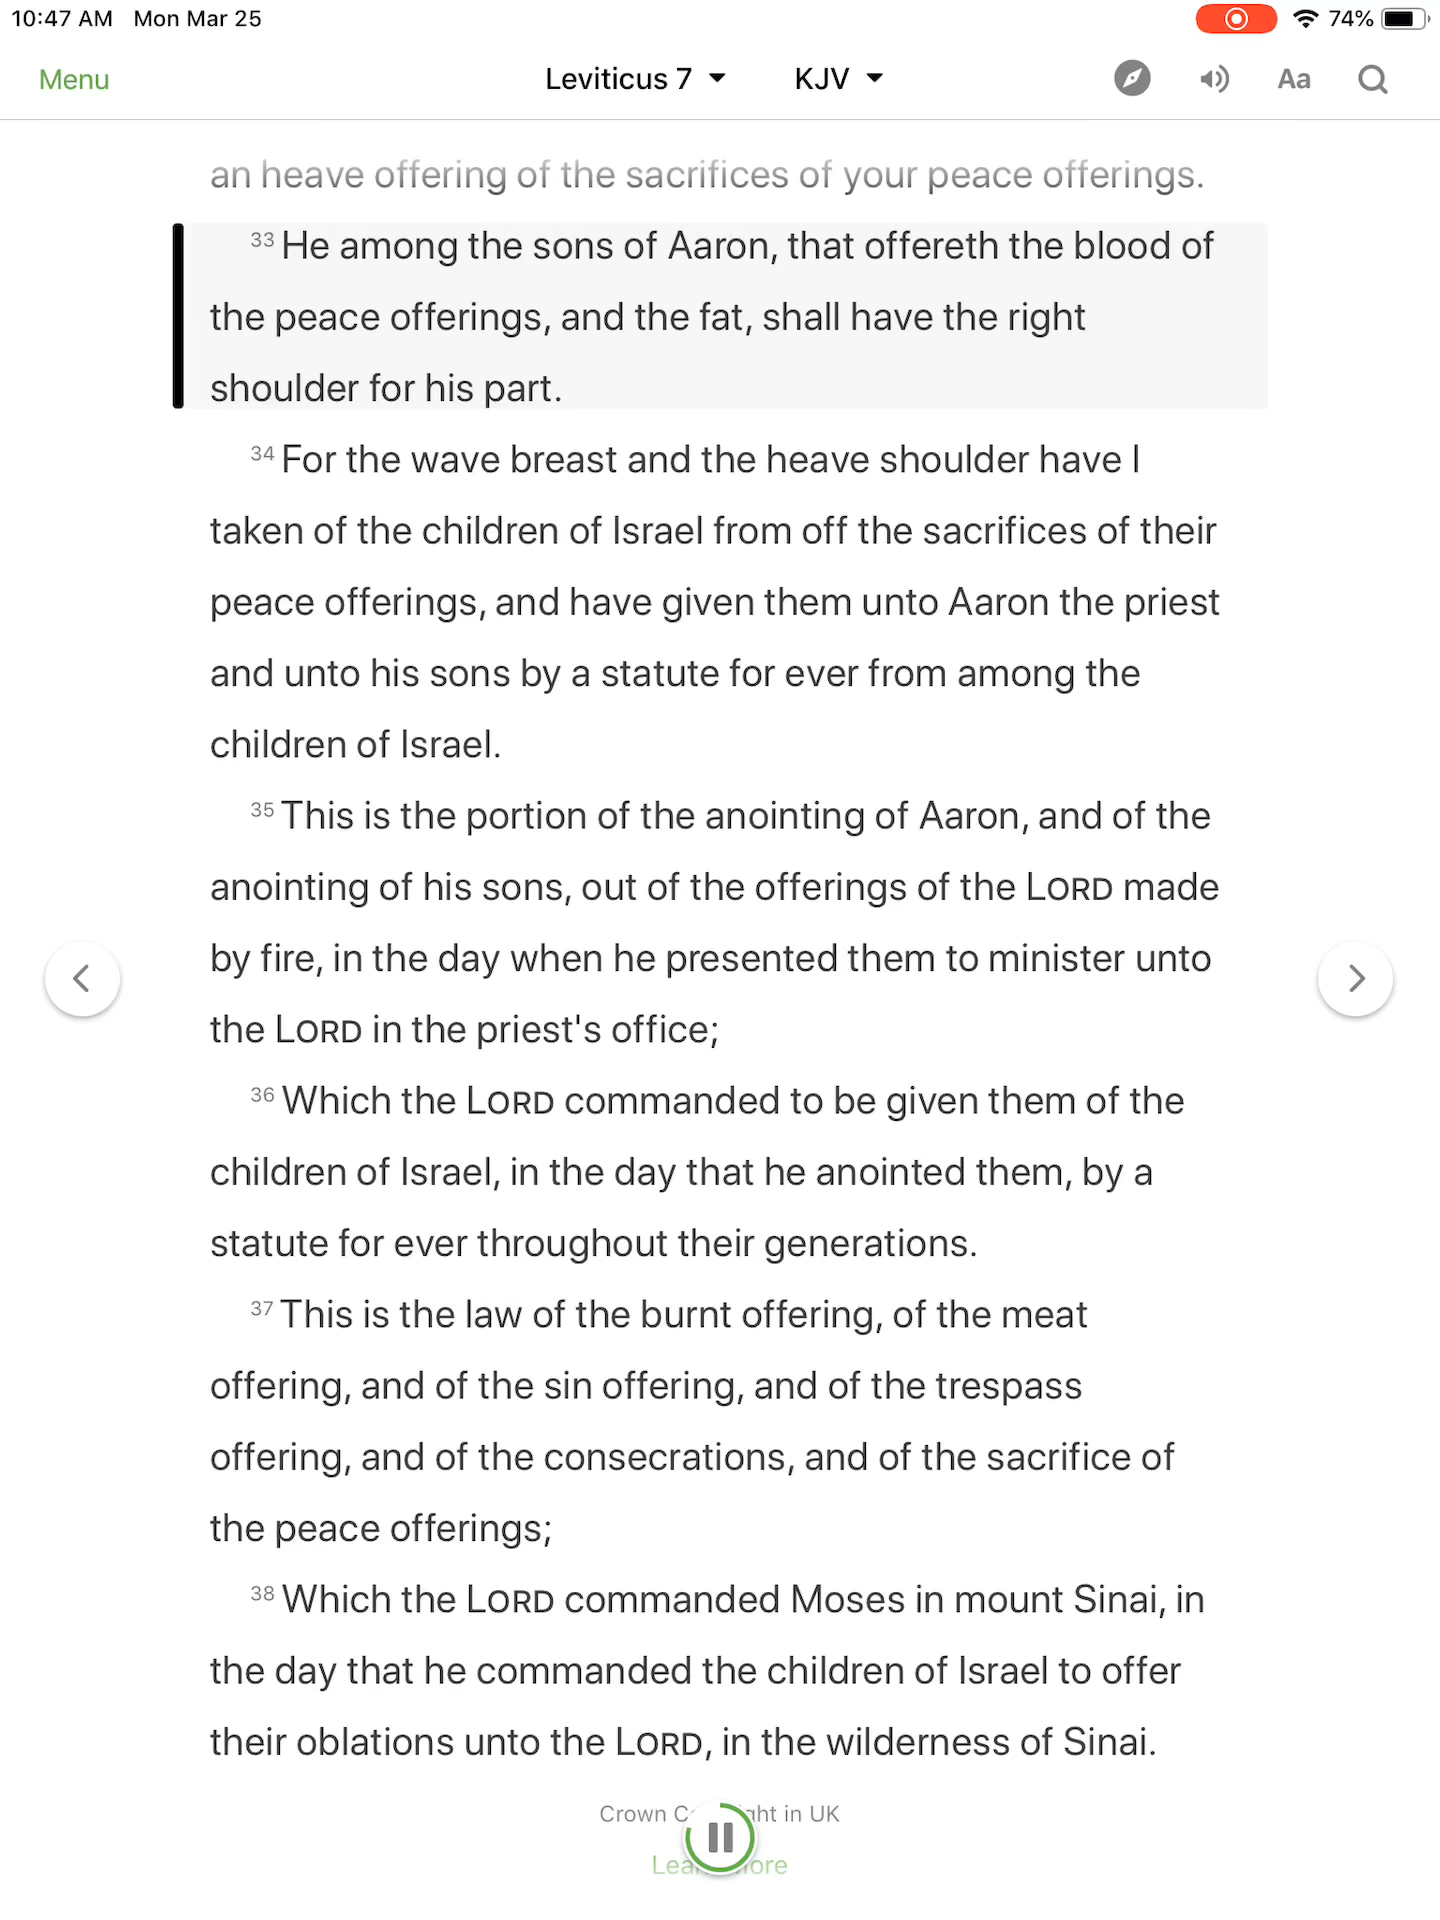 10:47 AM Mon Mar 25 74%
Menu Leviticus 7 KJV Aa
an heave offering of the sacrifices of your peace offerings.
33 He among the sons of Aaron, that offereth the blood of
the peace offerings, and the fat, shall have the right
shoulder for his part.
34 For the wave breast and the heave shoulder have I
taken of the children of Israel from off the sacrifices of their
peace offerings, and have given them unto Aaron the priest
and unto his sons by a statute for ever from among the
children of Israel.
35 This is the portion of the anointing of Aaron, and of the
anointing of his sons, out of the offerings of the LORD made
by fire, in the day when he presented them to minister unto
the LORD in the priest's office;
36 Which the LORD commanded to be given them of the
children of Israel, in the day that he anointed them, by a
statute for ever throughout their generations.
37 This is the law of the burnt offering, of the meat
offering, and of the sin offering, and of the trespass
offering, and of the consecrations, and of the sacrifice of
the peace offerings;
38 Which the LORD commanded Moses in mount Sinai, in
the day that he commanded the children of Israel to offer
their oblations unto the LORD, in the wilderness of Sinai.
Crown in UK